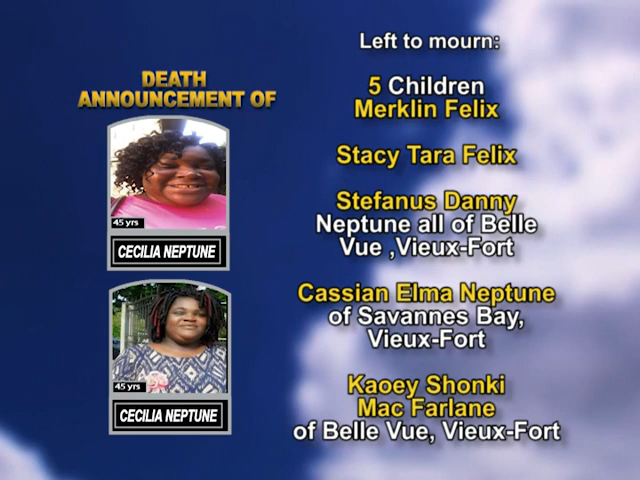 DEATH
ANNOUNCEMENT OF
45 yrs
CECILIA NEPTUNE
45 yrs
CECILIA NEPTUNE
Left to mourn:
5 Children
Merklin Felix
Stacy Tara Felix
Stefanus Danny
Neptune all of Belle
Vue ,Vieux-Fort
Cassian Elma Neptune
of Savannes Bay,
Vieux-Fort
Kaoey Shonki
Mac Farlane
of Belle Vue, Vieux-Fort